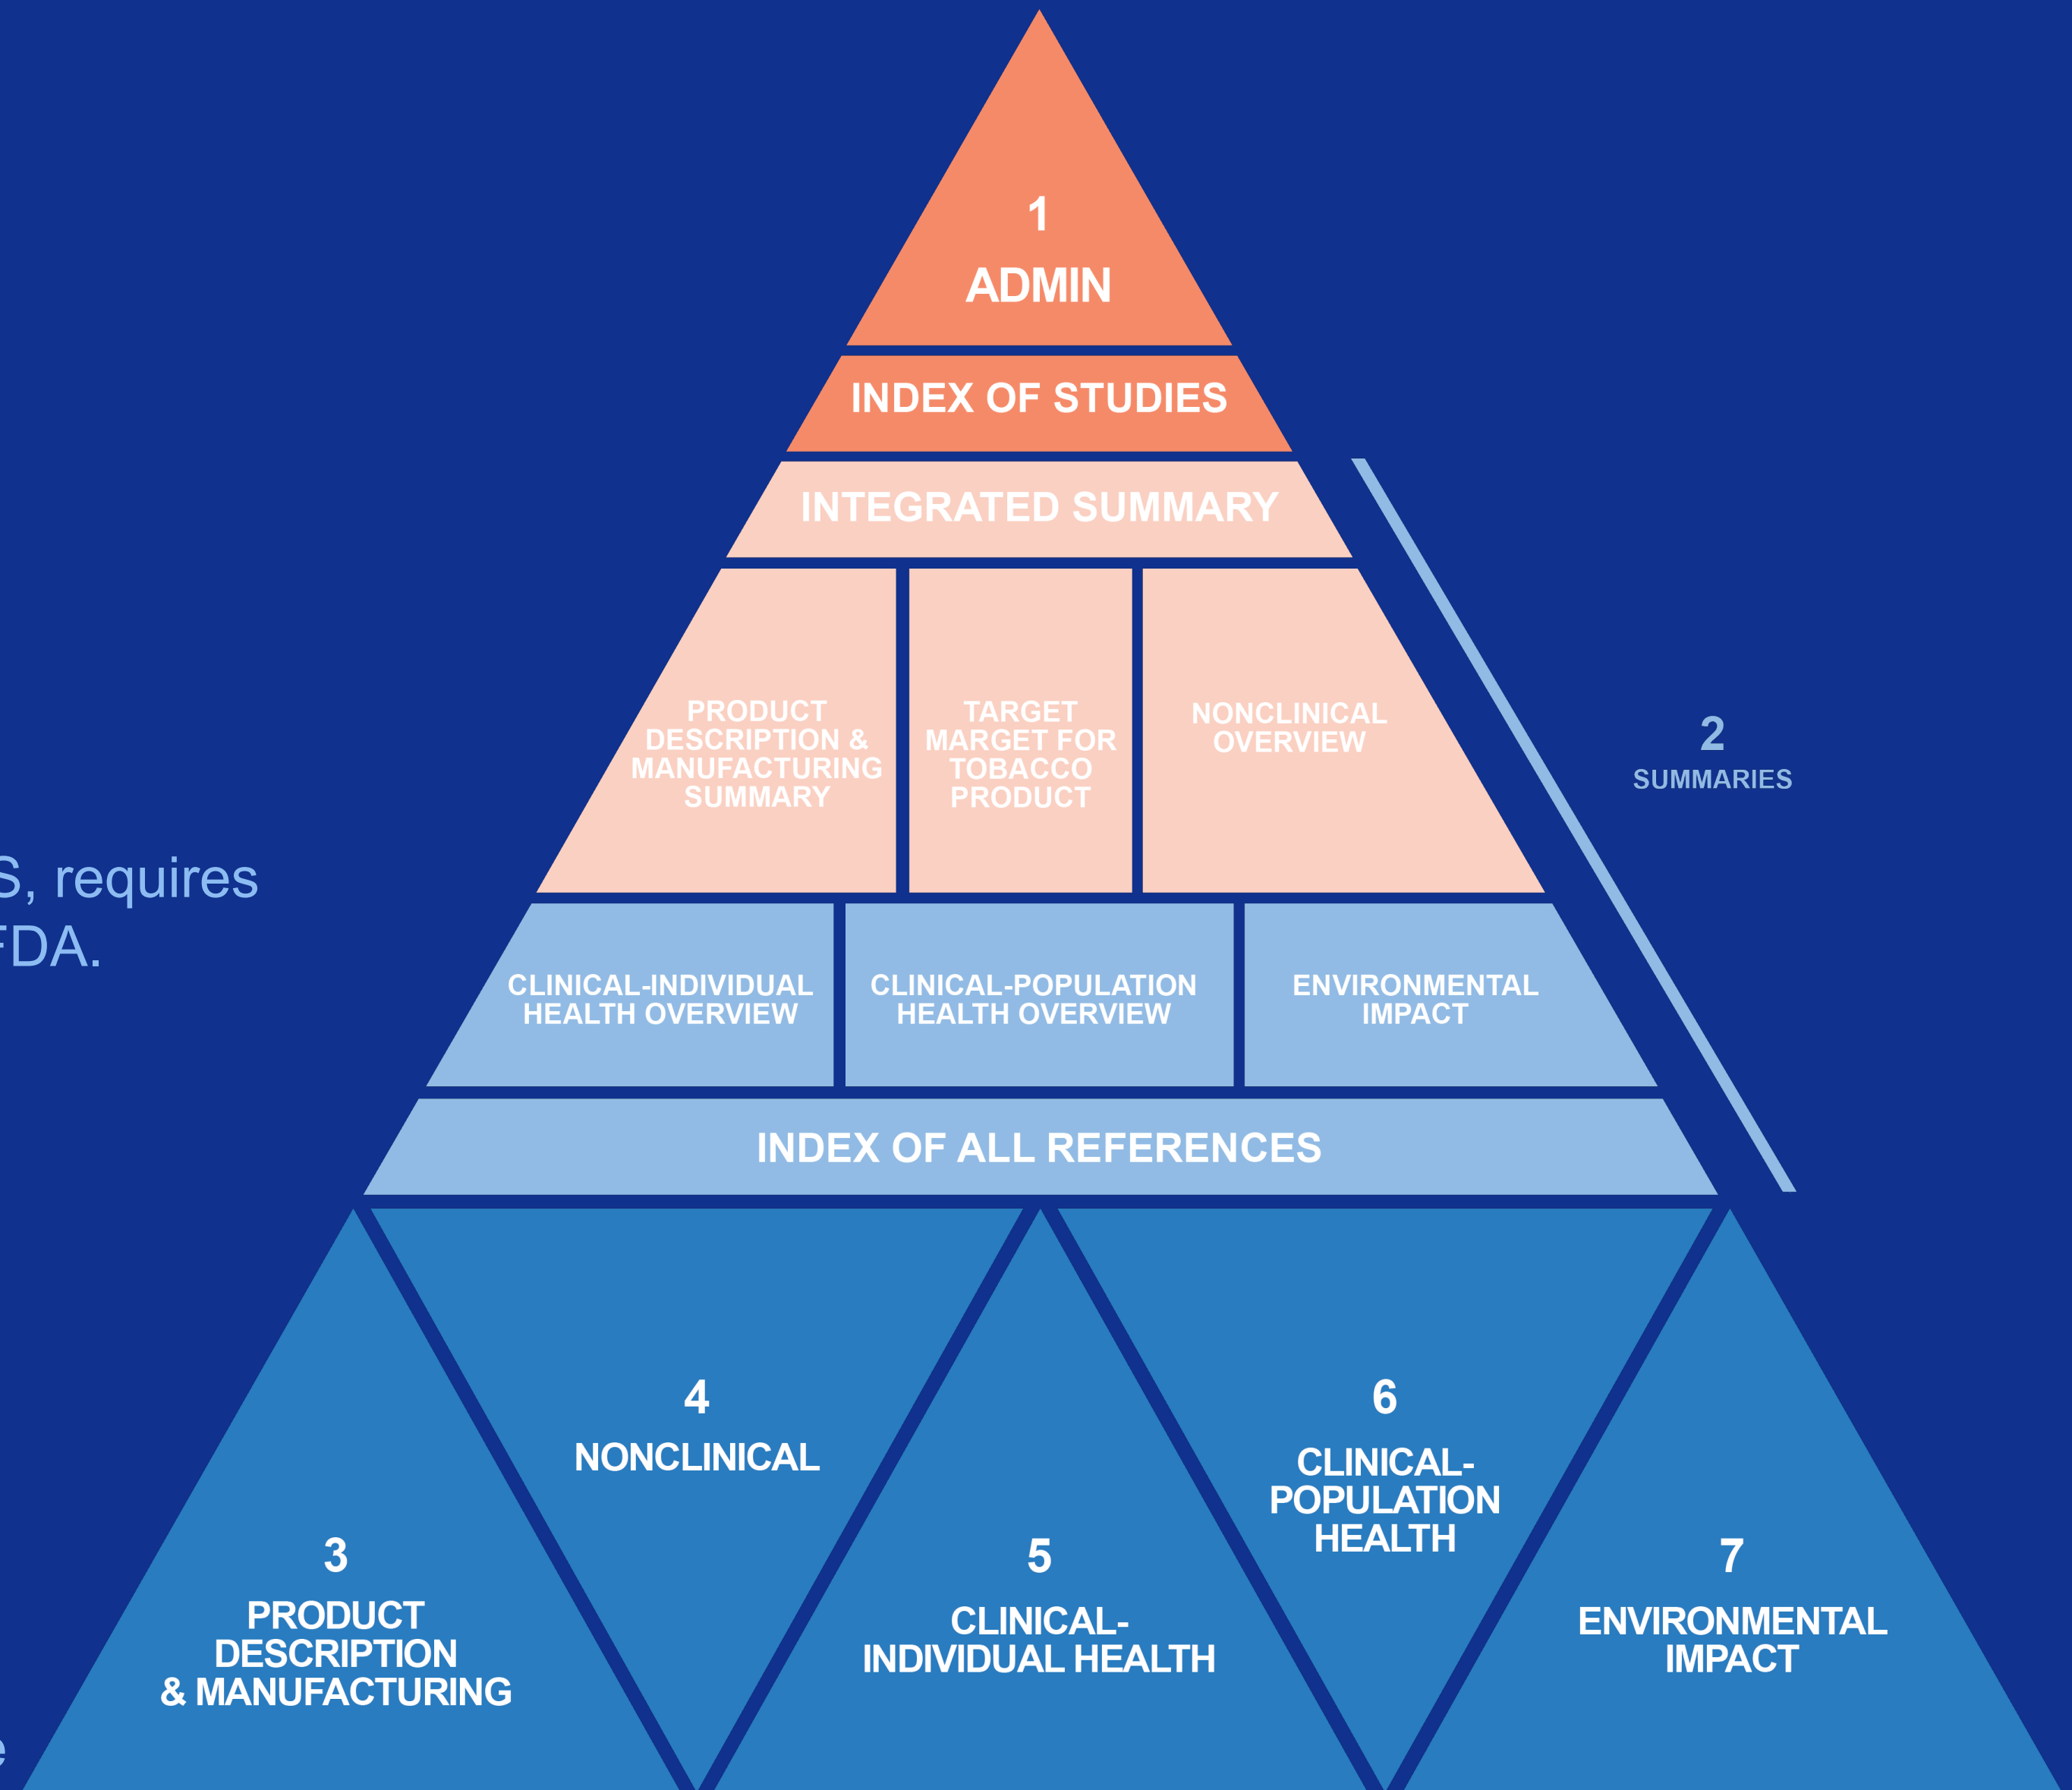 1
ADMIN
INDEX OF STUDIES
INTEGRATED SUMMARY
PRODUCT
DESCRIPTION &
MANUFACTURING
SUMMARY
TARGET
MARGET FOR
TOBACCO
PRODUCT
NONCLINICAL
OVERVIEW
2
SUMMARIES
S, requires
FDA.
CLINICAL-INDIVIDUAL
HEALTH OVERVIEW
CLINICAL-POPULATION
HEALTH OVERVIEW
ENVIRONMENTAL
IMPACT
INDEX OF ALL REFERENCES
3
PRODUCT
DESCRIPTION
& MANUFACTURING
4
NONCLINICAL
5
CLINICAL-
INDIVIDUAL HEALTH
6
CLINICAL-
POPULATION
HEALTH
7
ENVIRONMENTAL
IMPACT
e